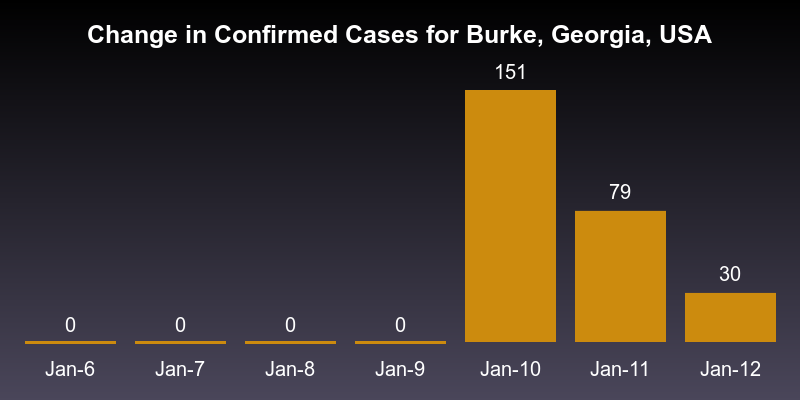 Change in Confirmed Cases for Burke, Georgia, USA
151
79
30
0 0 0 0
Jan-6 Jan-7 Jan-8 Jan-9 Jan-10 Jan-11 Jan-12